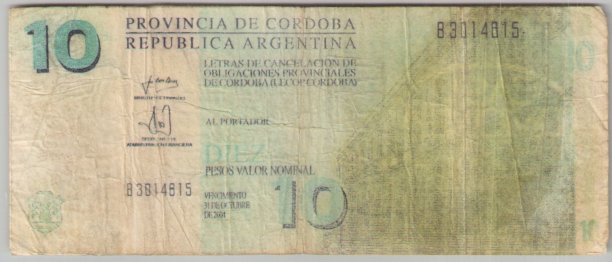 10
PROVINCIA DE CORDOBA
REPUBLICA ARGENTINA
B3014815
LETRAS DE CANCELACION DE
OBLIGACIONES PROVINCIALES
DE CORDOBA (LECOP CORDOBA)
10
AL PORTADOR
DIEZ
PESOS VALOR NOMINAL
B3014815
VENCIMIENTO
31 DE OCTUBRE
DE 2004
10
10